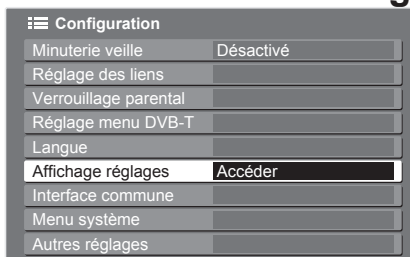 Configuration
Minuterie veille Désactivé
Réglage des liens
Verrouillage parental
Réglage menu DVB-T
Langue
Affichage réglages Accéder
Interface commune
Menu système
Autres réglages